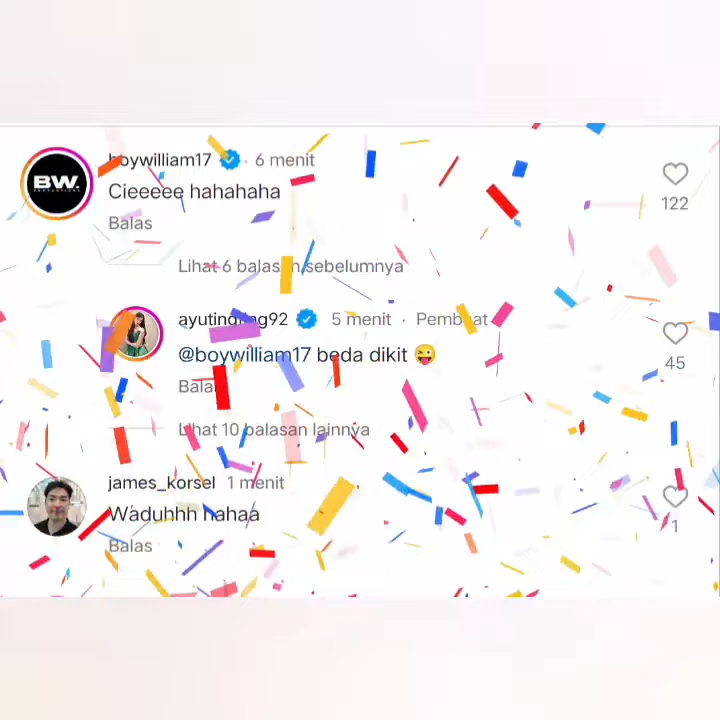 BW.
boywilliam17 · 6 menit
Cieeeee hahahaha
122
Balas
Lihat 6 balasan sebelumnya
ayutingting92 5 menit · Pembuat
@boywilliam17 beda dikit 😜
45
Balas
Lihat 10 balasan lainnya
james_korsel 1 menit
Waduhhh hahaa
1
Balas